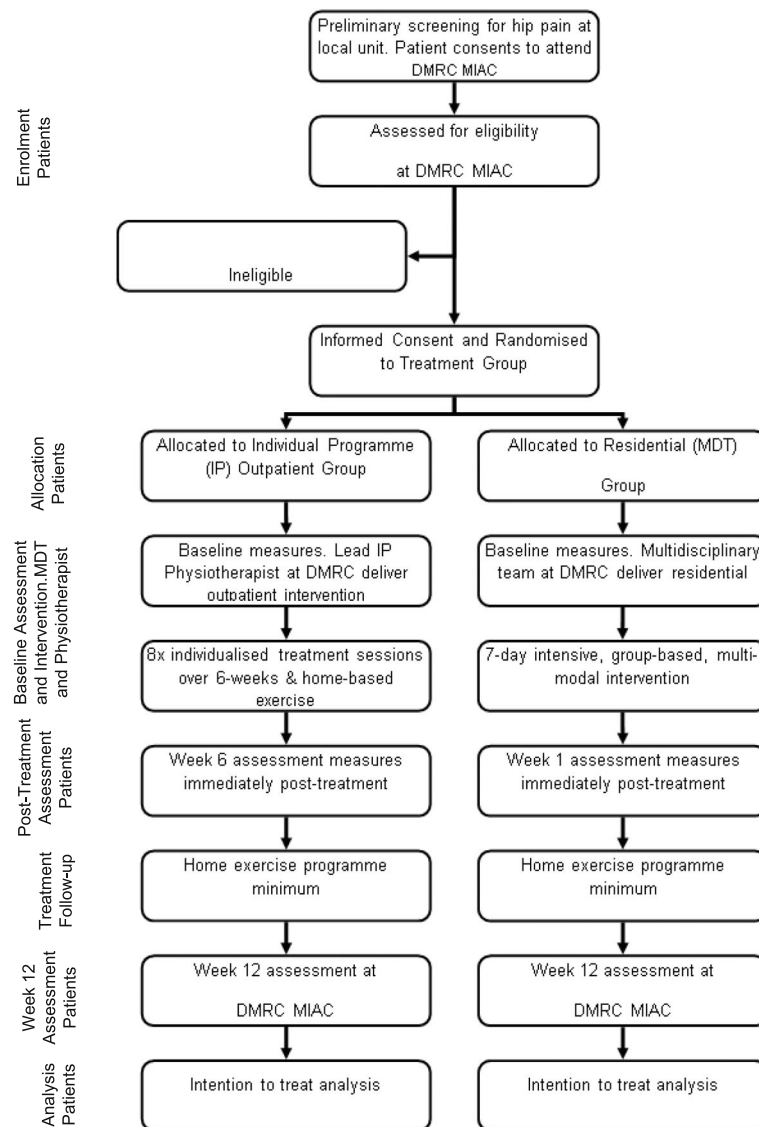 Preliminary screening for hip pain at
local unit. Patient consents to attend
DMRC MIAC
Enrolment
Patients
Assessed for eligibility
at DMRC MIAC
Ineligible
Informed Consent and Randomised
to Treatment Group
Allocation
Patients
Allocated to Individual Programme
(IP) Outpatient Group
Allocated to Residential (MDT)
Group
Baseline Assessment
and Intervention.MDT
and Physiotherapist
Baseline measures. Lead IP
Physiotherapist at DMRC deliver
outpatient intervention
Baseline measures. Multidisciplinary
team at DMRC deliver residential
8x individualised treatment sessions
over 6-weeks & home-based
exercise
7-day intensive, group-based, multi-
modal intervention
Post-Treatment
Assessment
Patients
Week 6 assessment measures
immediately post-treatment
Week 1 assessment measures
immediately post-treatment
Treatment
Follow-up
Home exercise programme
minimum
Home exercise programme
minimum
Week 12
Assessment
Patients
Week 12 assessment at
DMRC MIAC
Week 12 assessment at
DMRC MIAC
Analysis
Patients
Intention to treat analysis
Intention to treat analysis